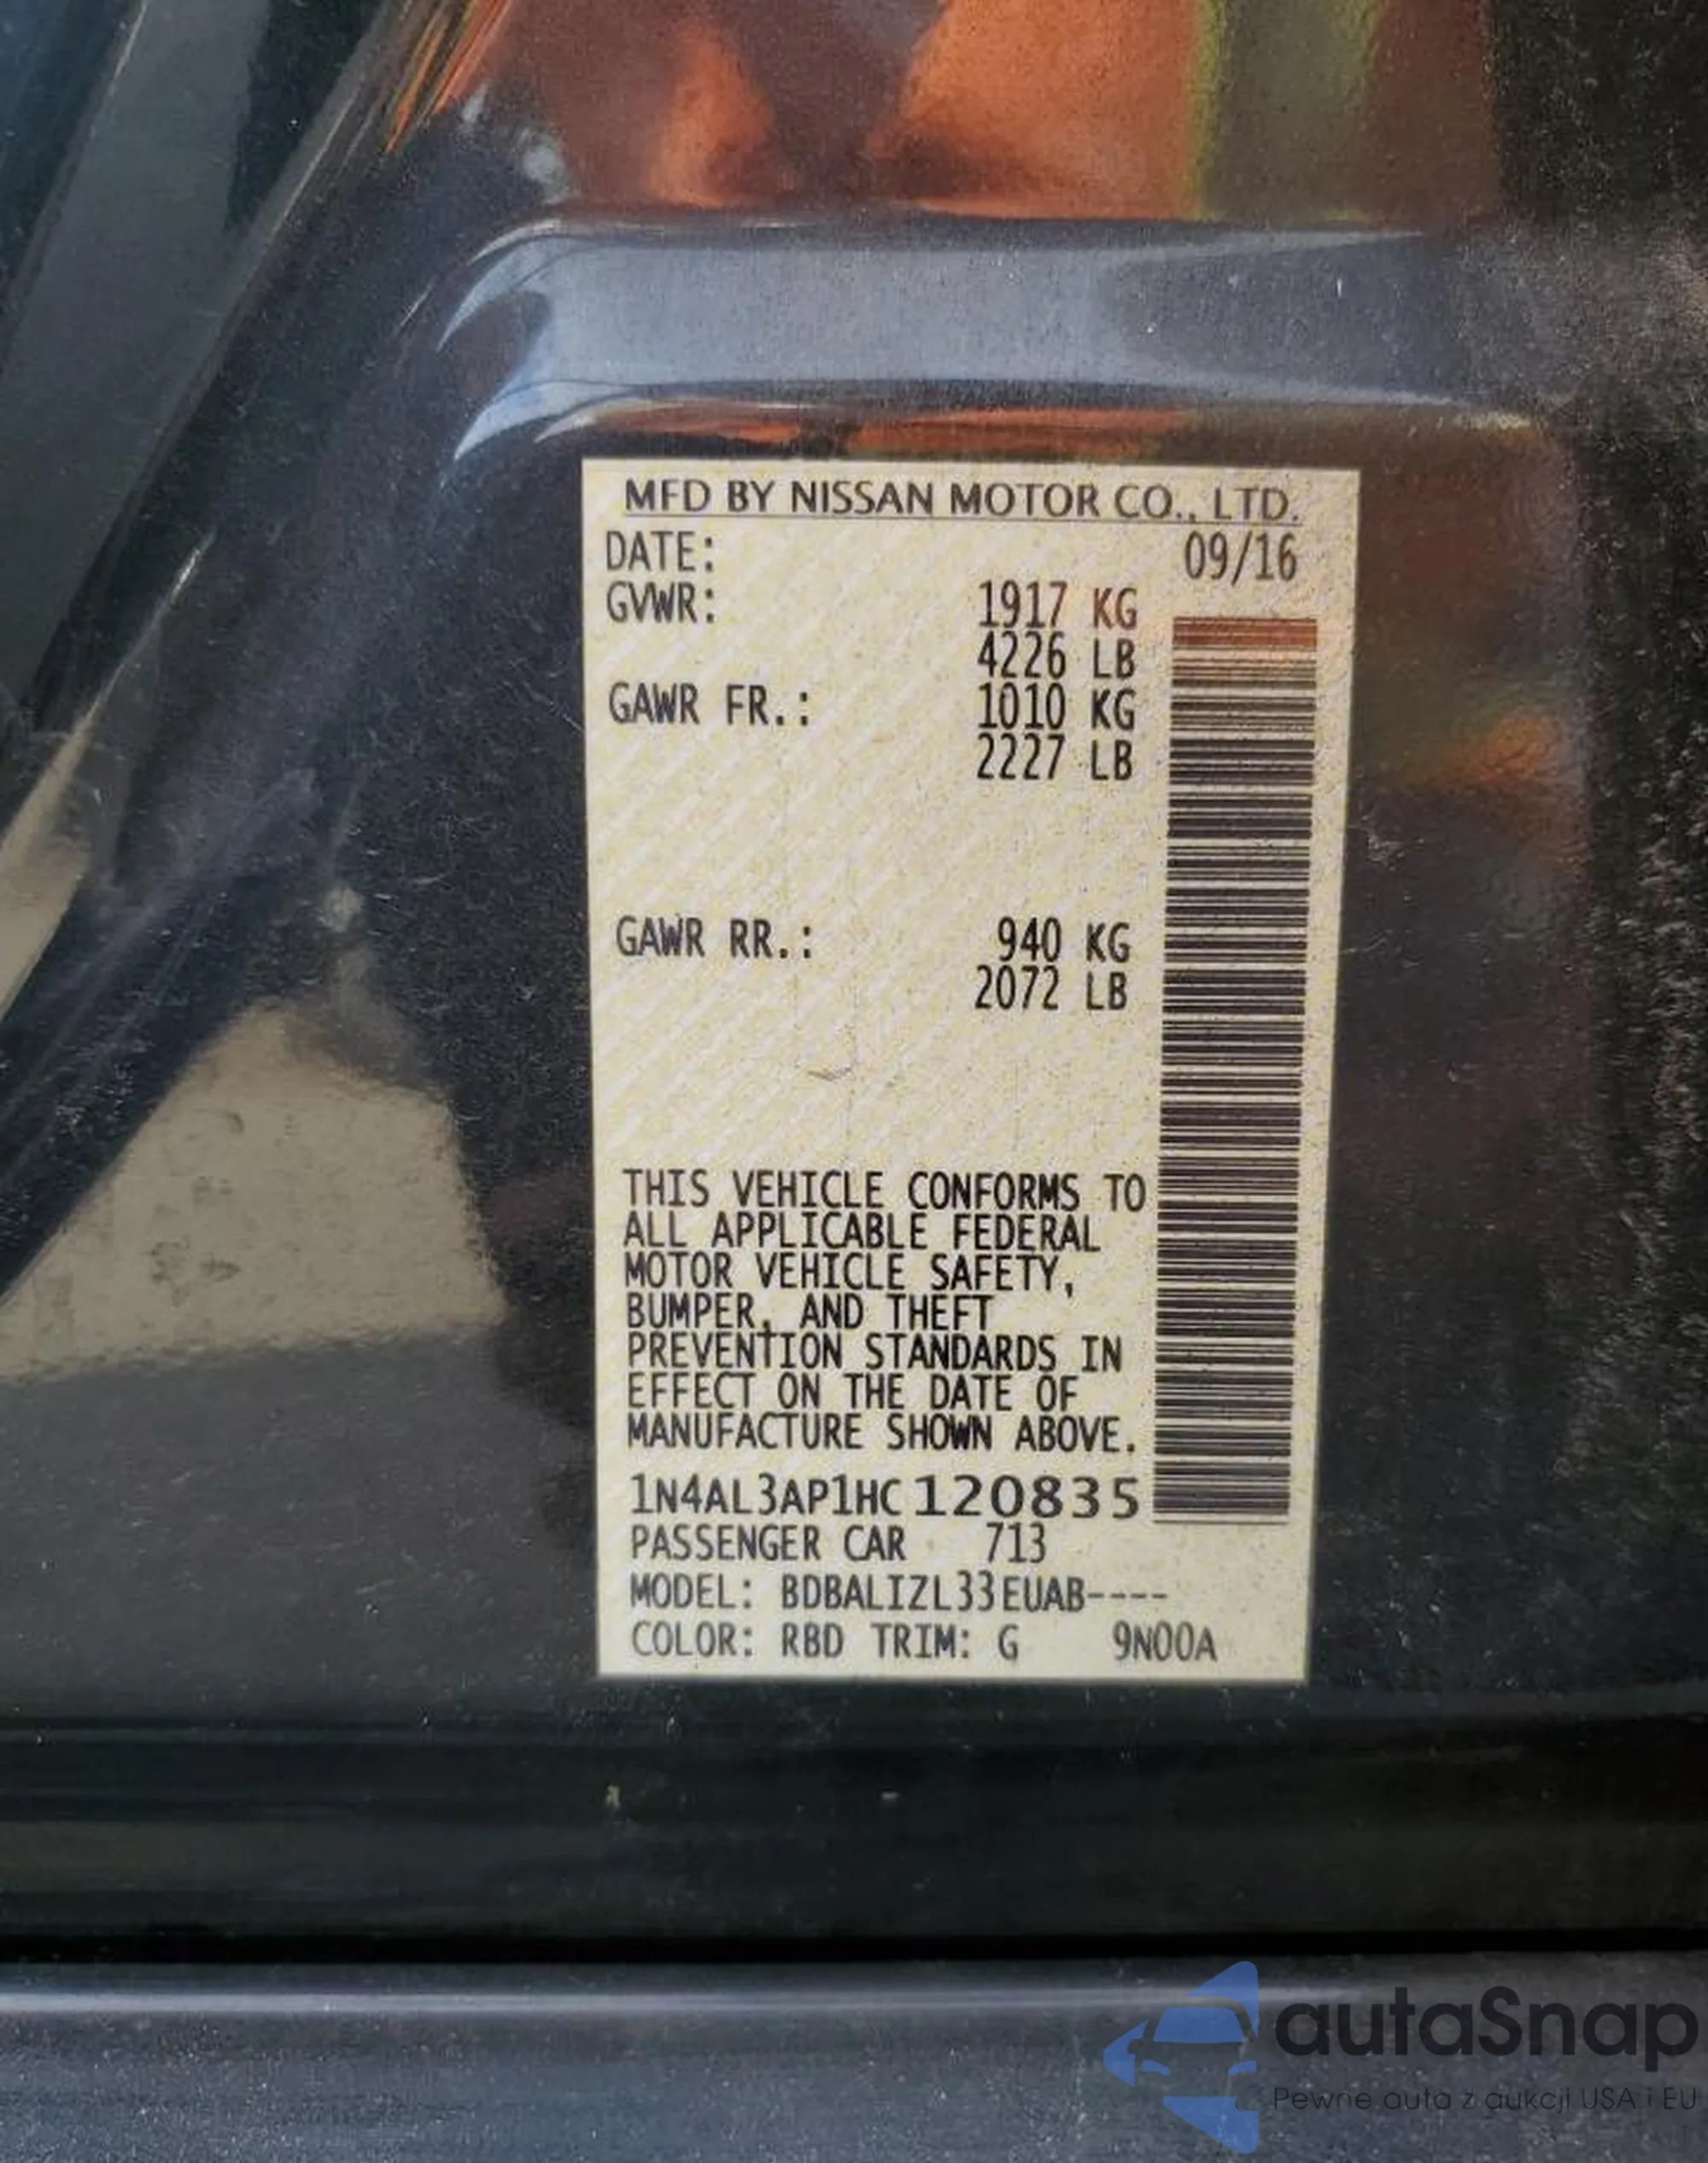 MFD BY NISSAN MOTOR CO., LTD.
DATE: 09/16
GVWR: 1917 KG
4226 LB
GAWR FR.: 1010 KG
2227 LB
GAWR RR.: 940 KG
2072 LB
THIS VEHICLE CONFORMS TO
ALL APPLICABLE FEDERAL
MOTOR VEHICLE SAFETY,
BUMPER, AND THEFT
PREVENTION STANDARDS IN
EFFECT ON THE DATE OF
MANUFACTURE SHOWN ABOVE.
1N4AL3AP1HC120835
PASSENGER CAR 713
MODEL: BDBALIZL33EUAB----
COLOR: RBD TRIM: G 9N00A
autaSnap
Pewne auta z aukcji USA i EU